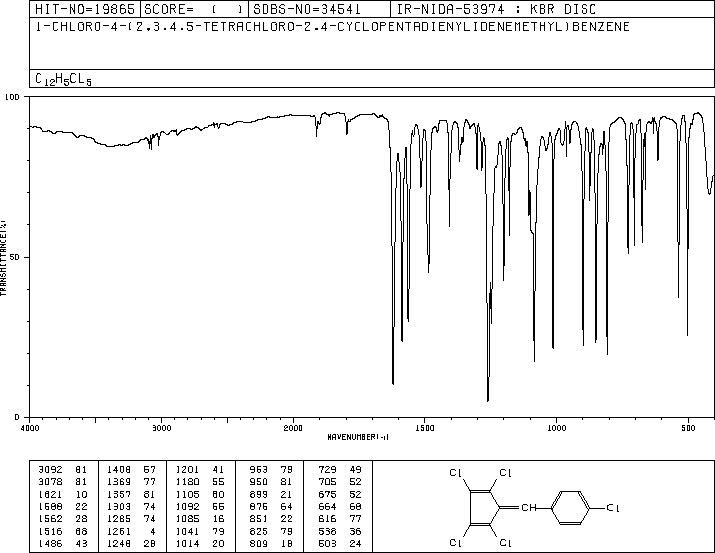 HIT-NO=19865 SCORE= ( ) SDBS-NO=34541 IR-NIDA-53974 : KBR DISC
1-CHLORO-4-(2,3,4,5-TETRACHLORO-2,4-CYCLOPENTADIENYLIDENEMETHYL)BENZENE
C12H5CL5
100
50
0
TRANSMITTANCE(%)
4000 3000 2000 1500 1000 500
WAVENUMBER(-1)
3092 81 1408 57 1201 41 963 79 729 49
3078 81 1369 77 1180 55 950 81 705 52
1621 10 1357 81 1105 60 899 21 675 52
1588 22 1303 74 1092 55 876 64 664 68
1562 28 1285 74 1085 16 851 22 616 77
1516 68 1261 4 1041 79 825 79 538 36
1486 43 1248 28 1014 20 809 18 503 24
Cl Cl
CH Cl
Cl Cl